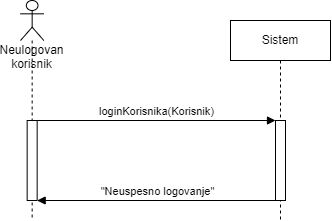 Neulogovan
korisnik
Sistem
loginKorisnika(Korisnik)
"Neuspesno logovanje"